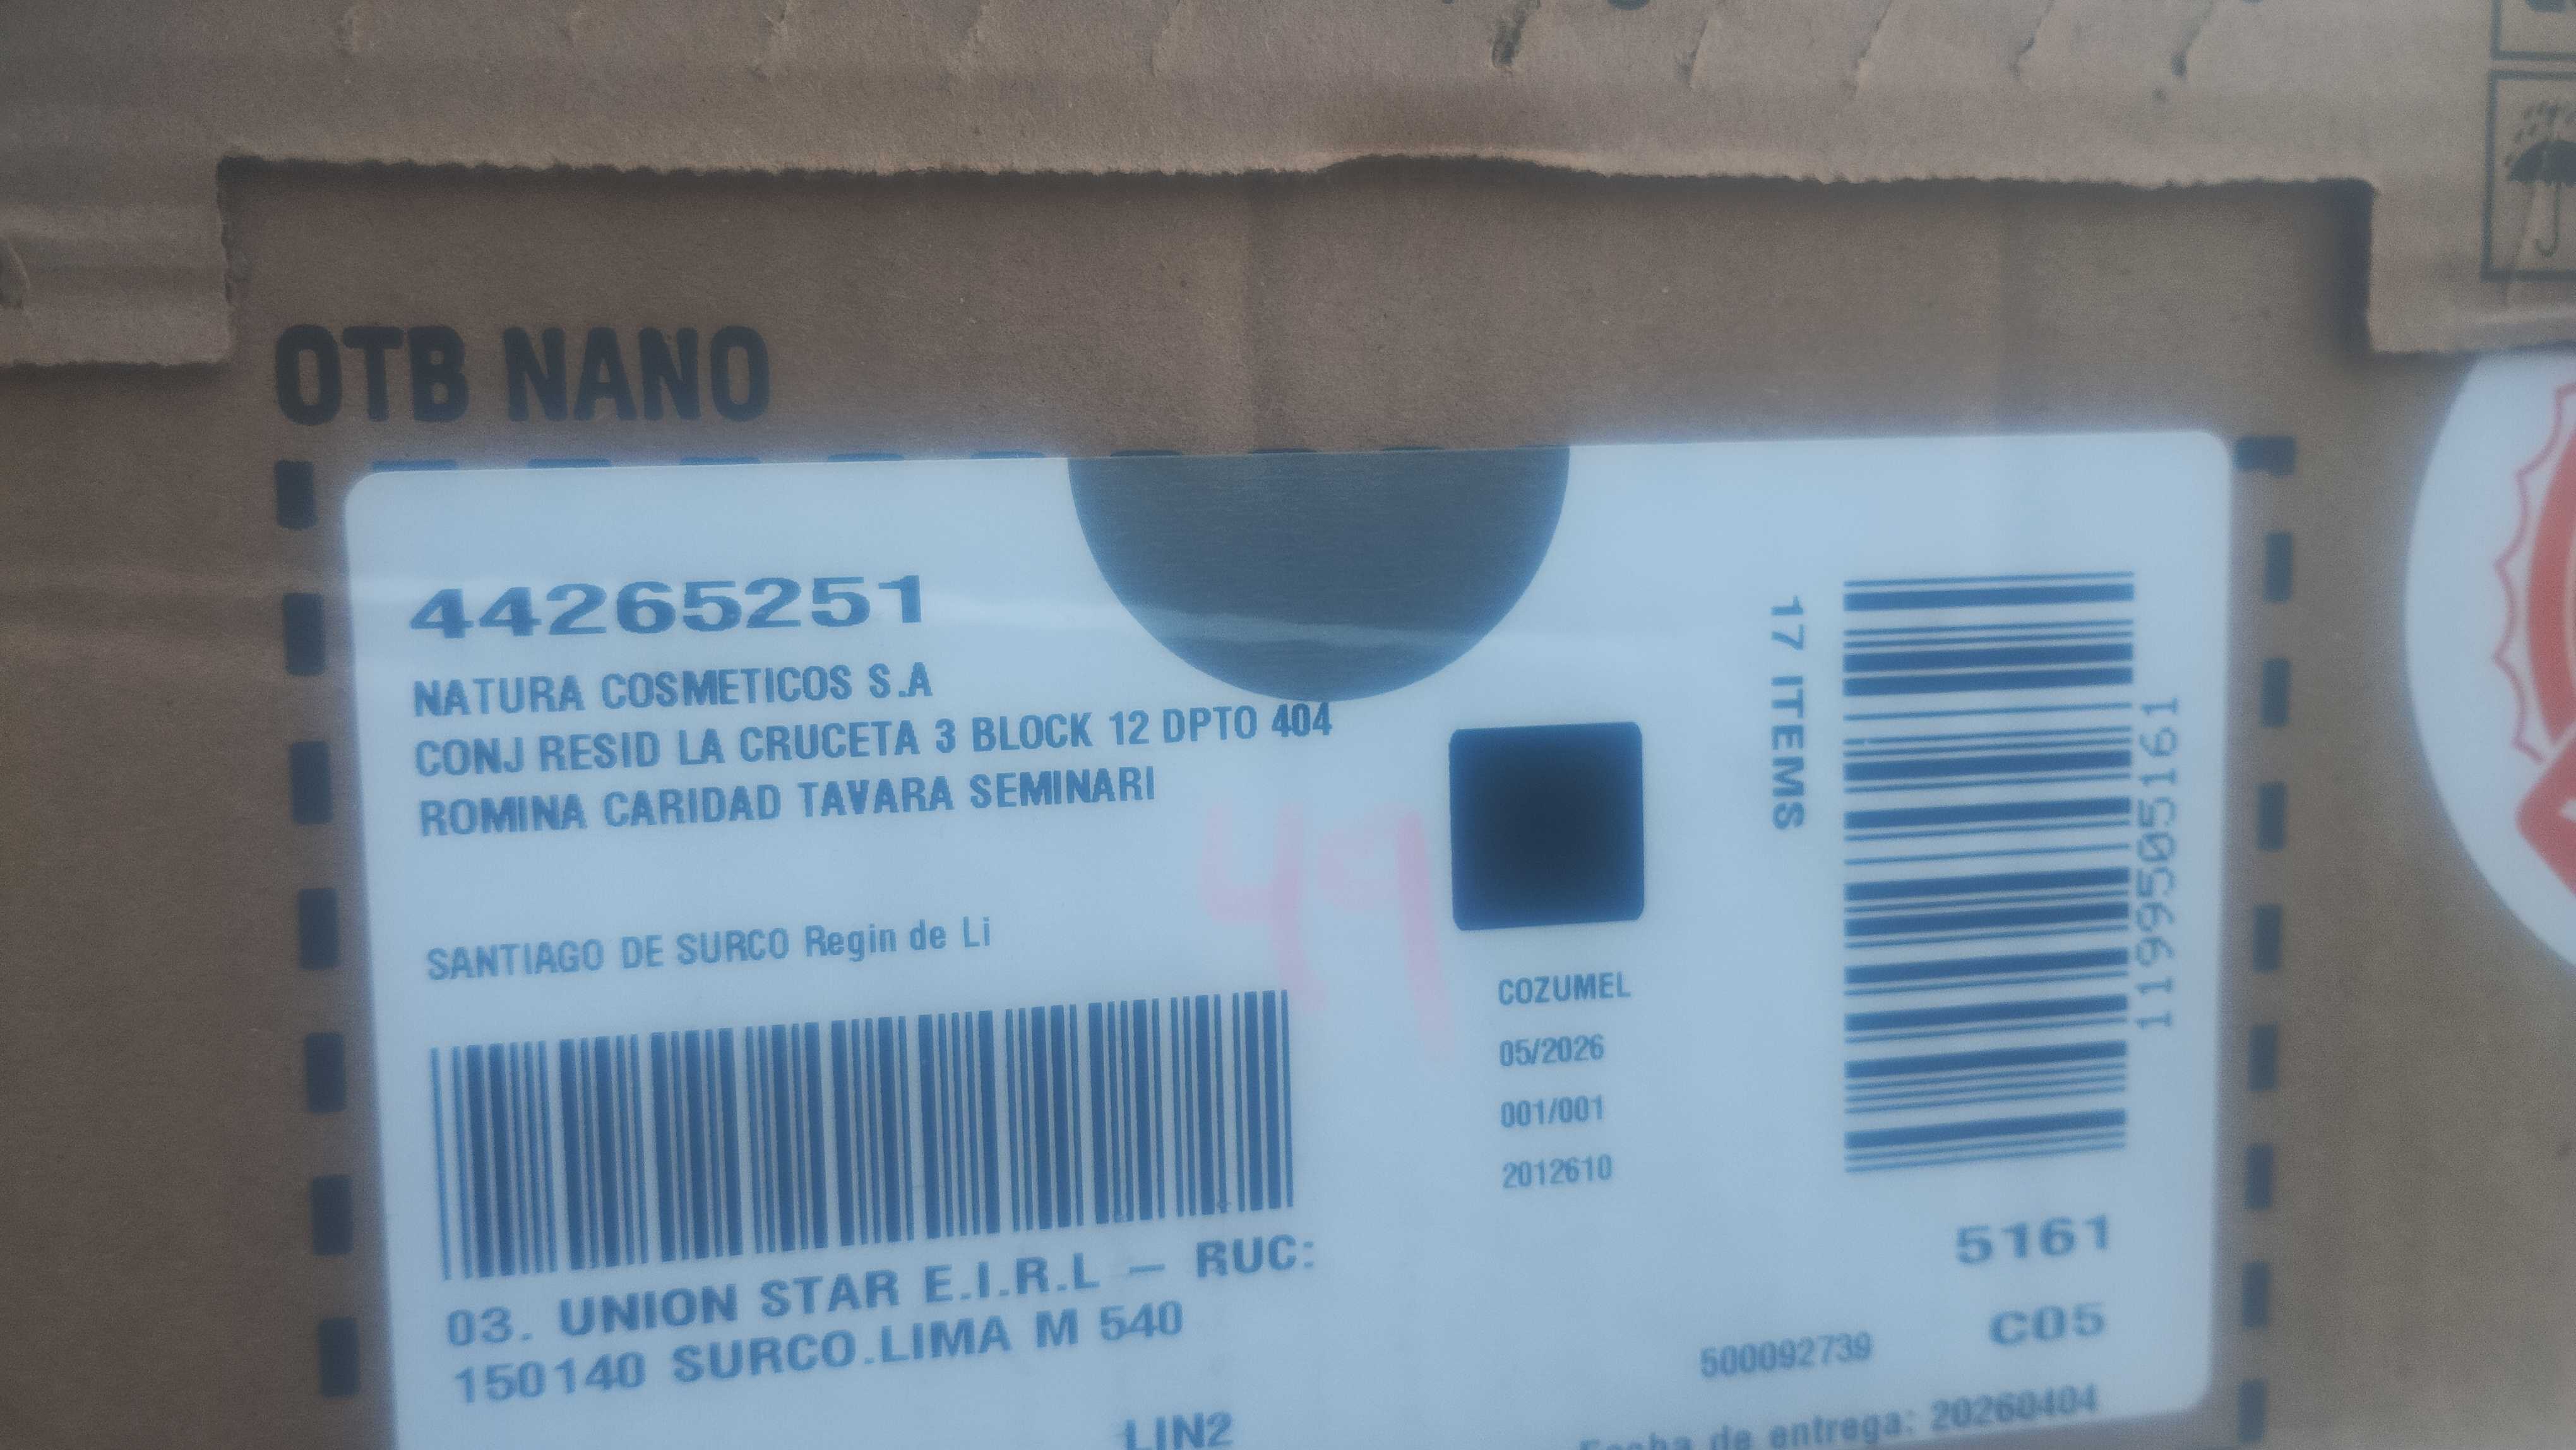 OTB NANO
44265251
NATURA COSMETICOS S.A
CONJ RESID LA CRUCETA 3 BLOCK 12 DPTO 404
ROMINA CARIDAD TAVARA SEMINARI
49
SANTIAGO DE SURCO Regin de Li
03. UNION STAR E.I.R.L — RUC:
150140 SURCO.LIMA M 540
LIN2
COZUMEL
05/2026
001/001
2012610
17 ITEMS
1199505161
5161
C05
500092739
Fecha de entrega: 20260404